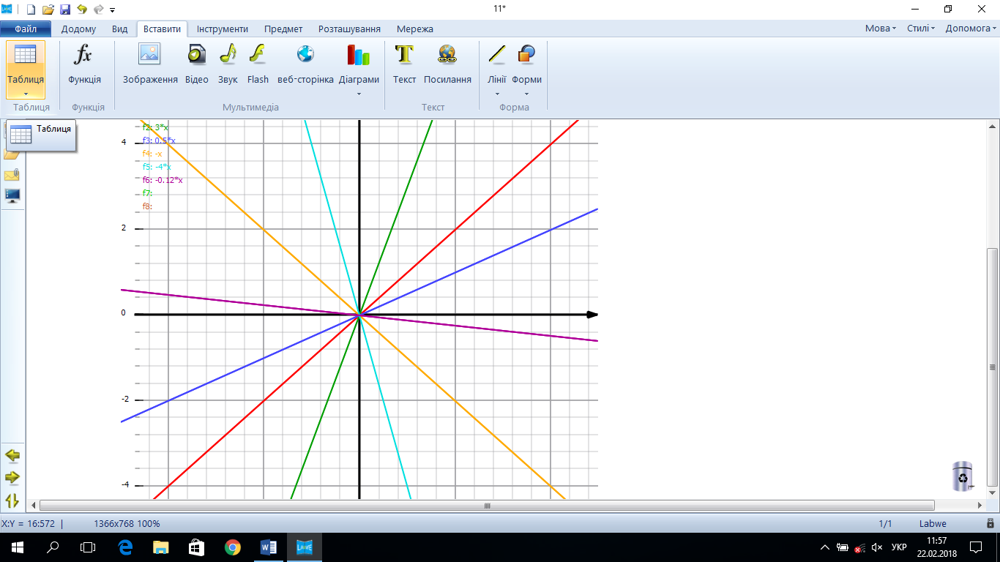 11*
Файл Додому Вид Вставити Інструменти Предмет Розташування Мережа Мова Стилі Допомога
Таблиця Функція Зображення Відео Звук Flash веб-сторінка Діаграми Текст Посилання Лінії Форми
Таблиця Функція Мультимедіа Текст Форма
Таблиця
f2: 3*x
f3: 0.5*x
f4: -x
f5: -4*x
f6: -0.12*x
f7:
f8:
4
2
0
-2
-4
X:Y = 16:572 | 1366x768 100% 1/1 Labwe
УКР 11:57
22.02.2018